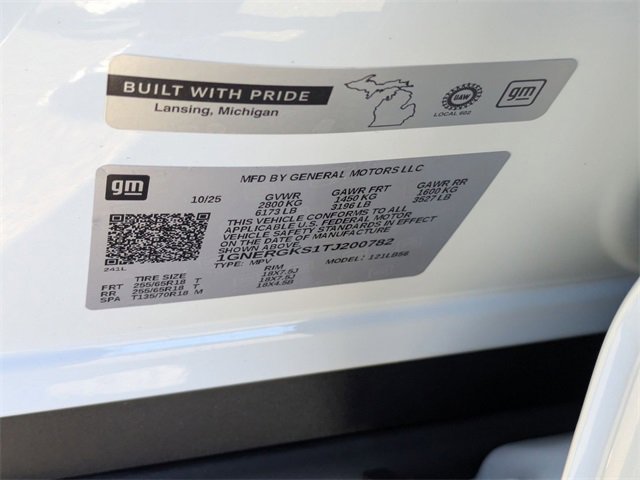 BUILT WITH PRIDE
Lansing, Michigan
UAW
LOCAL 602
gm
gm
MFD BY GENERAL MOTORS LLC
10/25 GVWR GAWR FRT GAWR RR
2800 KG 1450 KG 1600 KG
6173 LB 3196 LB 3527 LB
THIS VEHICLE CONFORMS TO ALL
APPLICABLE U.S. FEDERAL MOTOR
VEHICLE SAFETY STANDARDS IN EFFECT
ON THE DATE OF MANUFACTURE
SHOWN ABOVE.
1GNERGKS1TJ200782
TYPE: MPV MODEL: 1LB56
241L
TIRE SIZE RIM
FRT 255/65R18 T 18X7.5J
RR 255/65R18 T 18X7.5J
SPA T135/70R18 M 18X4.5B